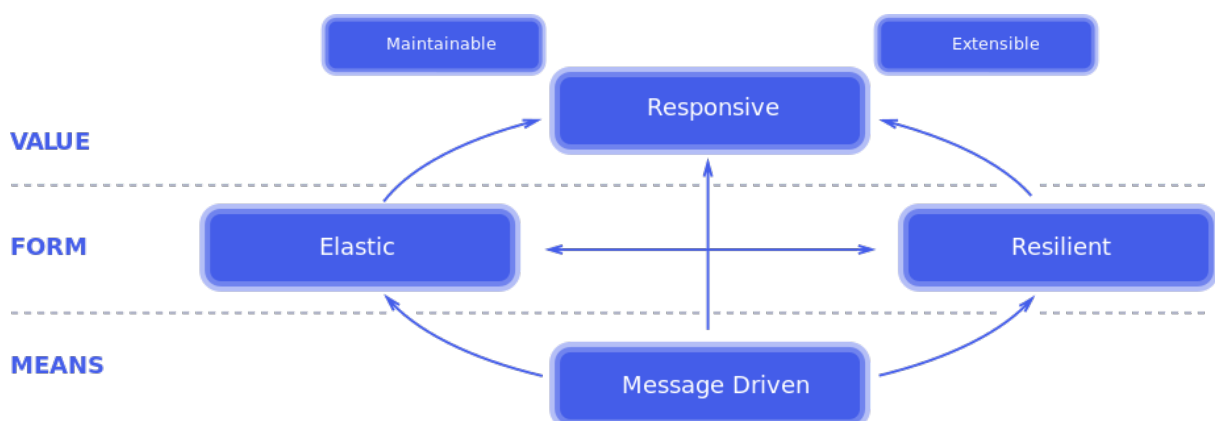 Maintainable
Extensible
Responsive
VALUE
FORM
Elastic
Resilient
MEANS
Message Driven